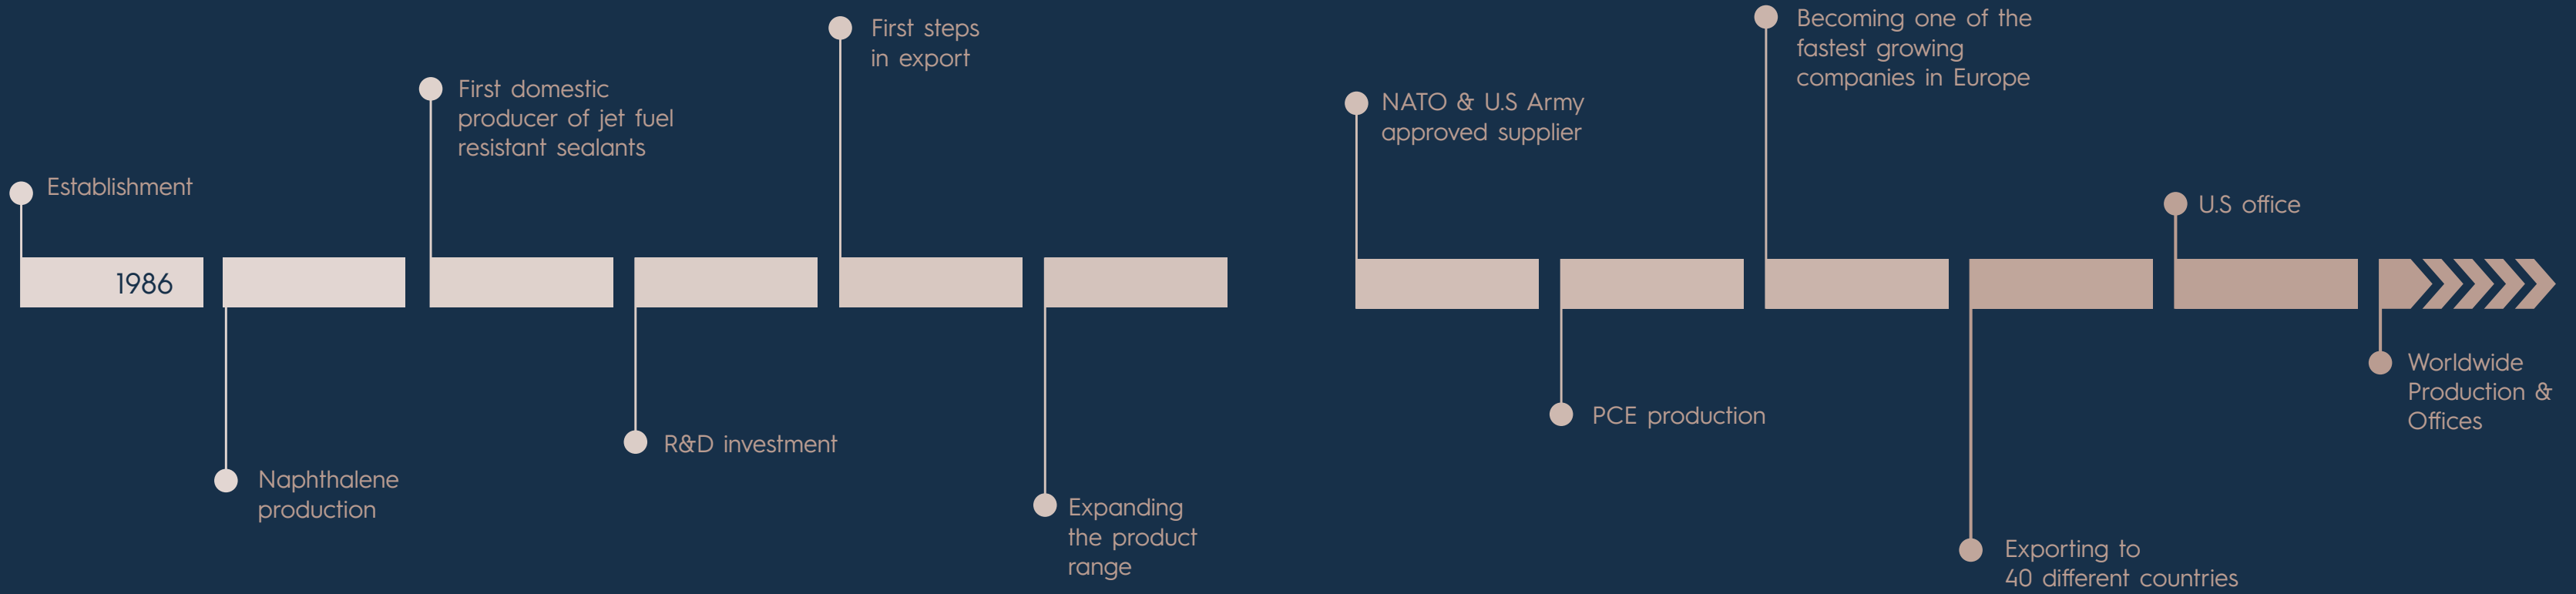 Establishment
1986
Naphthalene
production
First domestic
producer of jet fuel
resistant sealants
R&D investment
First steps
in export
Expanding
the product
range
NATO & U.S Army
approved supplier
PCE production
Becoming one of the
fastest growing
companies in Europe
Exporting to
40 different countries
U.S office
Worldwide
Production &
Offices